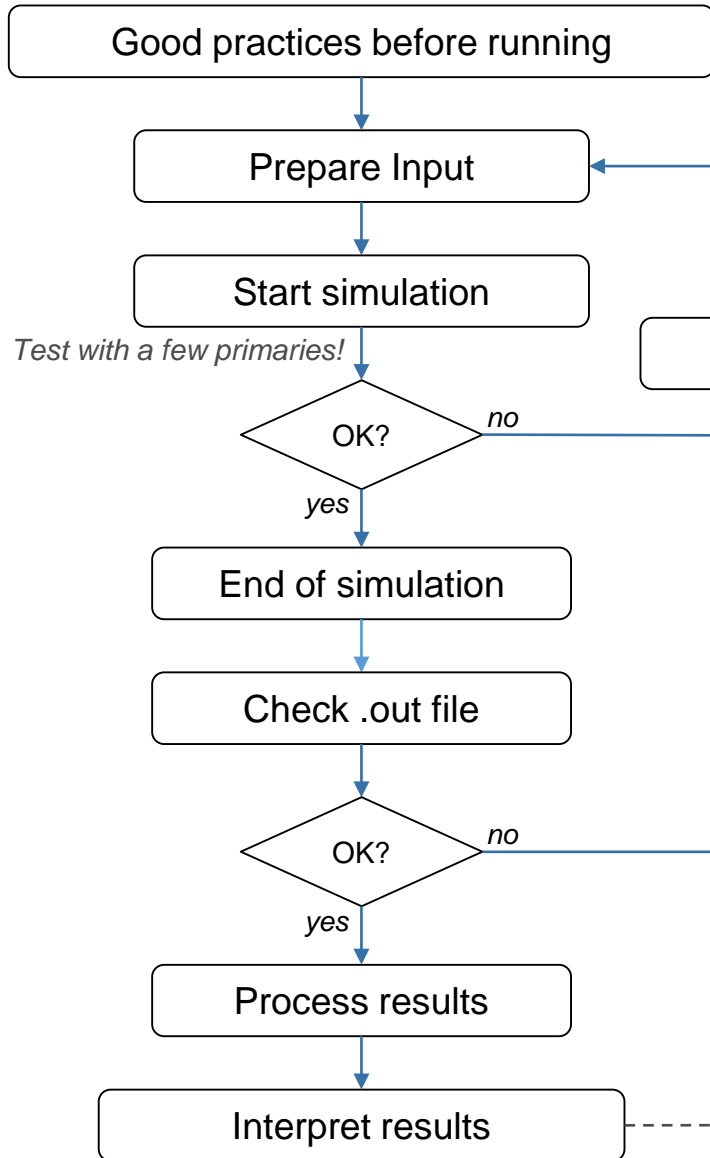 Good practices before running
Prepare Input
Start simulation
Test with a few primaries!
OK?
no
yes
End of simulation
Check .out file
OK?
no
yes
Process results
Interpret results